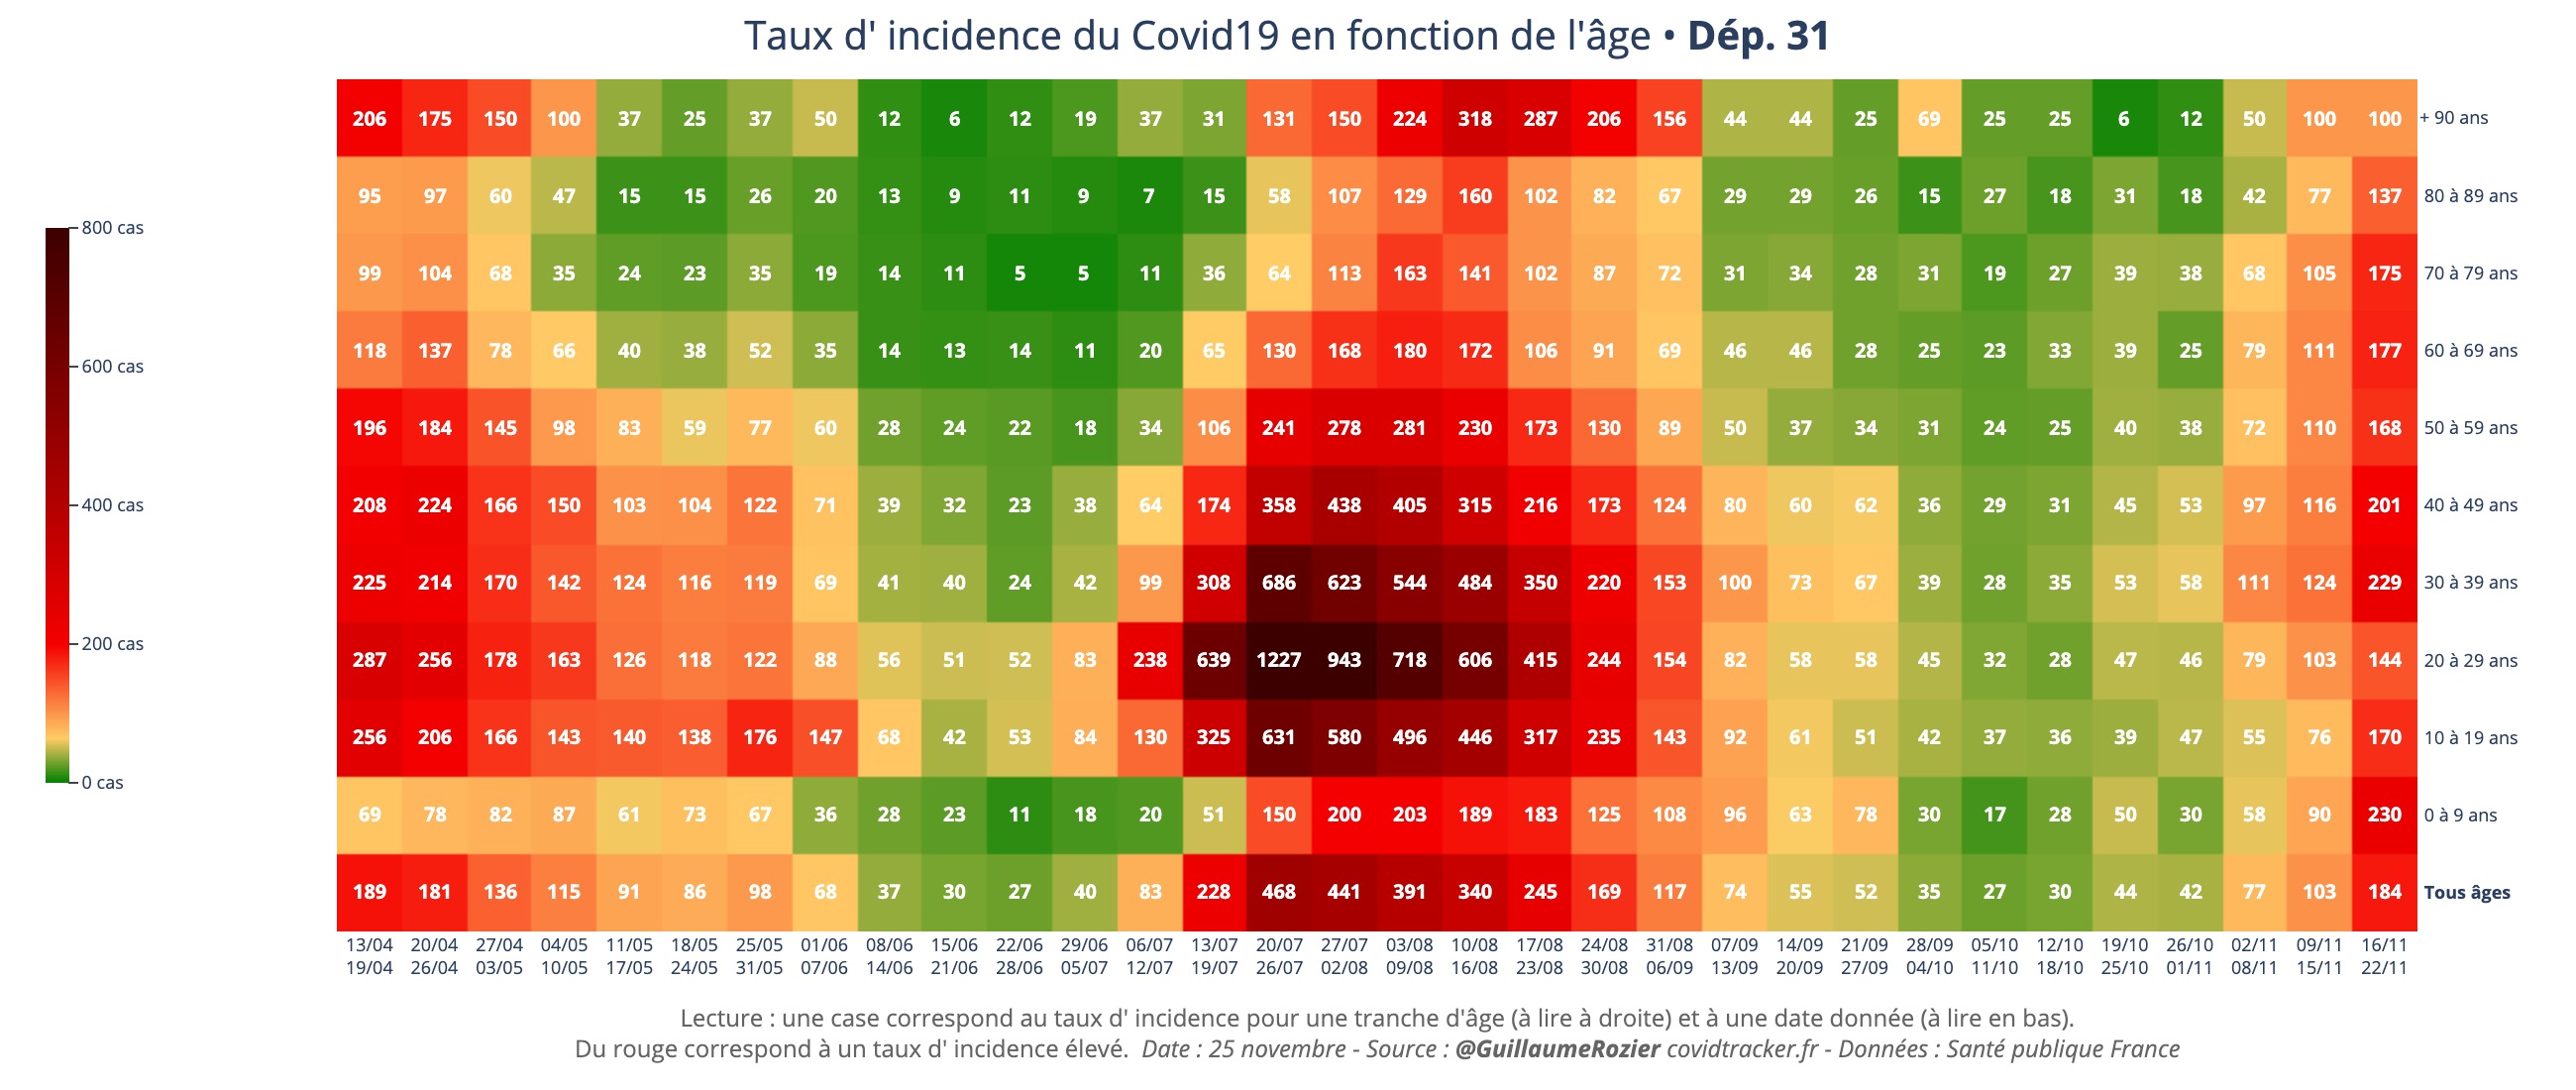 Taux d' incidence du Covid19 en fonction de l'âge • Dép. 31
206 175 150 100 37 25 37 50 12 6 12 19 37 31 131 150 224 318 287 206 156 44 44 25 69 25 25 6 12 50 100 100 + 90 ans
95 97 60 47 15 15 26 20 13 9 11 9 7 15 58 107 129 160 102 82 67 29 29 26 15 27 18 31 18 42 77 137 80 à 89 ans
800 cas
99 104 68 35 24 23 35 19 14 11 5 5 11 36 64 113 163 141 102 87 72 31 34 28 31 19 27 39 38 68 105 175 70 à 79 ans
118 137 78 66 40 38 52 35 14 13 14 11 20 65 130 168 180 172 106 91 69 46 46 28 25 23 33 39 25 79 111 177 60 à 69 ans
600 cas
196 184 145 98 83 59 77 60 28 24 22 18 34 106 241 278 281 230 173 130 89 50 37 34 31 24 25 40 38 72 110 168 50 à 59 ans
400 cas
208 224 166 150 103 104 122 71 39 32 23 38 64 174 358 438 405 315 216 173 124 80 60 62 36 29 31 45 53 97 116 201 40 à 49 ans
225 214 170 142 124 116 119 69 41 40 24 42 99 308 686 623 544 484 350 220 153 100 73 67 39 28 35 53 58 111 124 229 30 à 39 ans
200 cas
287 256 178 163 126 118 122 88 56 51 52 83 238 639 1227 943 718 606 415 244 154 82 58 58 45 32 28 47 46 79 103 144 20 à 29 ans
256 206 166 143 140 138 176 147 68 42 53 84 130 325 631 580 496 446 317 235 143 92 61 51 42 37 36 39 47 55 76 170 10 à 19 ans
0 cas
69 78 82 87 61 73 67 36 28 23 11 18 20 51 150 200 203 189 183 125 108 96 63 78 30 17 28 50 30 58 90 230 0 à 9 ans
189 181 136 115 91 86 98 68 37 30 27 40 83 228 468 441 391 340 245 169 117 74 55 52 35 27 30 44 42 77 103 184 Tous âges
13/04 20/04 27/04 04/05 11/05 18/05 25/05 01/06 08/06 15/06 22/06 29/06 06/07 13/07 20/07 27/07 03/08 10/08 17/08 24/08 31/08 07/09 14/09 21/09 28/09 05/10 12/10 19/10 26/10 02/11 09/11 16/11
19/04 26/04 03/05 10/05 17/05 24/05 31/05 07/06 14/06 21/06 28/06 05/07 12/07 19/07 26/07 02/08 09/08 16/08 23/08 30/08 06/09 13/09 20/09 27/09 04/10 11/10 18/10 25/10 01/11 08/11 15/11 22/11
Lecture : une case correspond au taux d' incidence pour une tranche d'âge (à lire à droite) et à une date donnée (à lire en bas).
Du rouge correspond à un taux d' incidence élevé. Date : 25 novembre - Source : @GuillaumeRozier covidtracker.fr - Données : Santé publique France